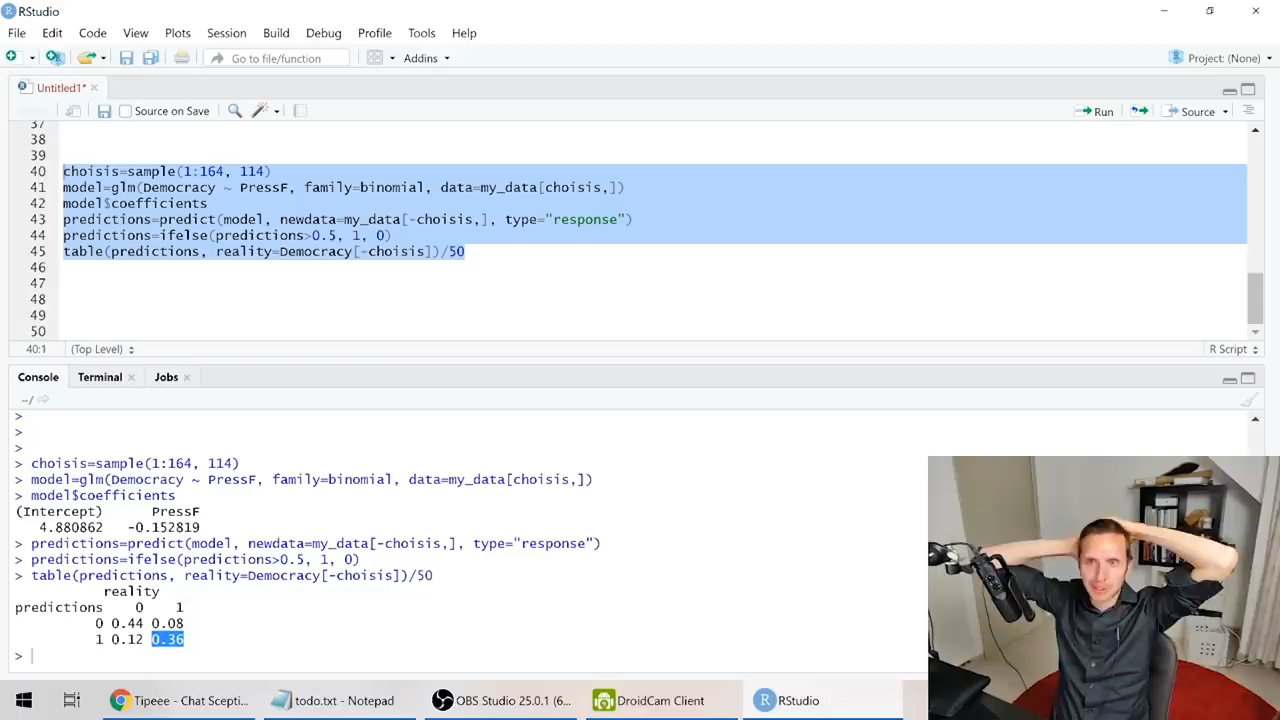 RStudio
File Edit Code View Plots Session Build Debug Profile Tools Help
Go to file/function Addins Project: (None)
Untitled1*
Source on Save Run Source
37
38
39
40 choisis=sample(1:164, 114)
41 model=glm(Democracy ~ PressF, family=binomial, data=my_data[choisis,])
42 model$coefficients
43 predictions=predict(model, newdata=my_data[-choisis,], type="response")
44 predictions=ifelse(predictions>0.5, 1, 0)
45 table(predictions, reality=Democracy[-choisis])/50
46
47
48
49
50
40:1 (Top Level) R Script
Console Terminal Jobs
~/
>
>
>
> choisis=sample(1:164, 114)
> model=glm(Democracy ~ PressF, family=binomial, data=my_data[choisis,])
> model$coefficients
(Intercept) PressF
4.880862 -0.152819
> predictions=predict(model, newdata=my_data[-choisis,], type="response")
> predictions=ifelse(predictions>0.5, 1, 0)
> table(predictions, reality=Democracy[-choisis])/50
reality
predictions 0 1
0 0.44 0.08
1 0.12 0.36
>
Tipeee - Chat Scepti... todo.txt - Notepad OBS Studio 25.0.1 (6... DroidCam Client RStudio